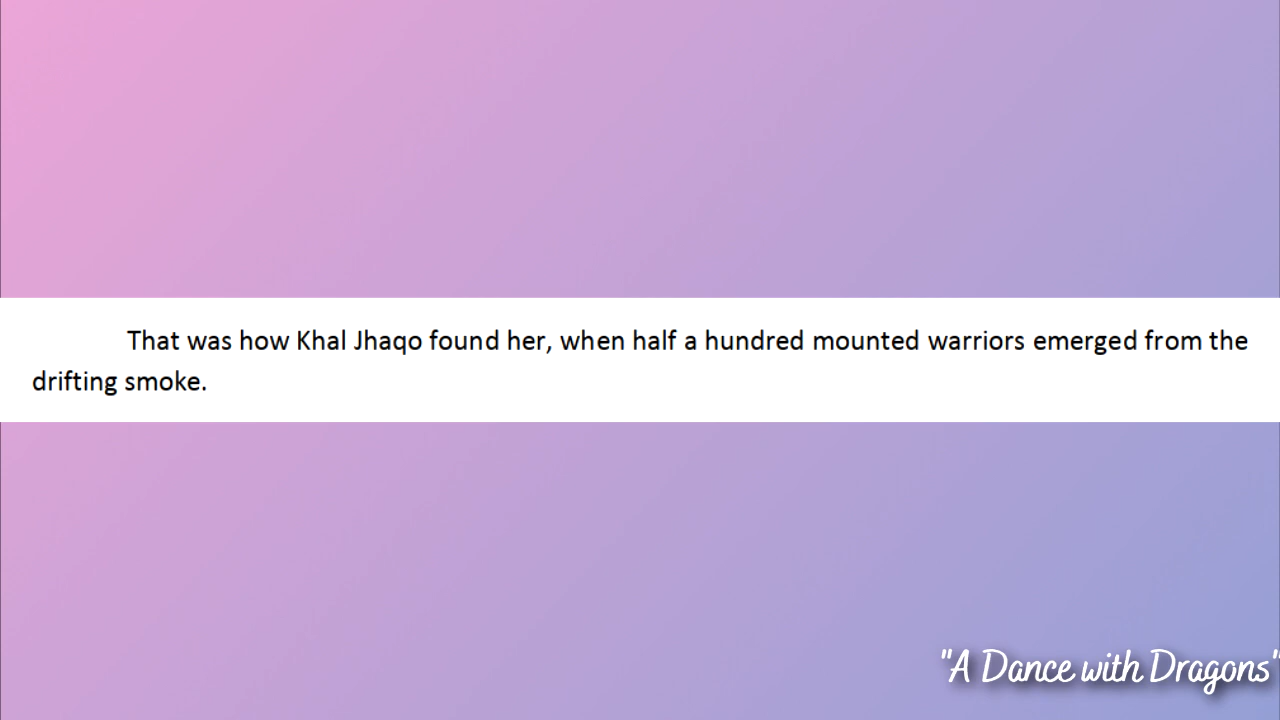 That was how Khal Jhaqo found her, when half a hundred mounted warriors emerged from the
drifting smoke.
"A Dance with Dragons"